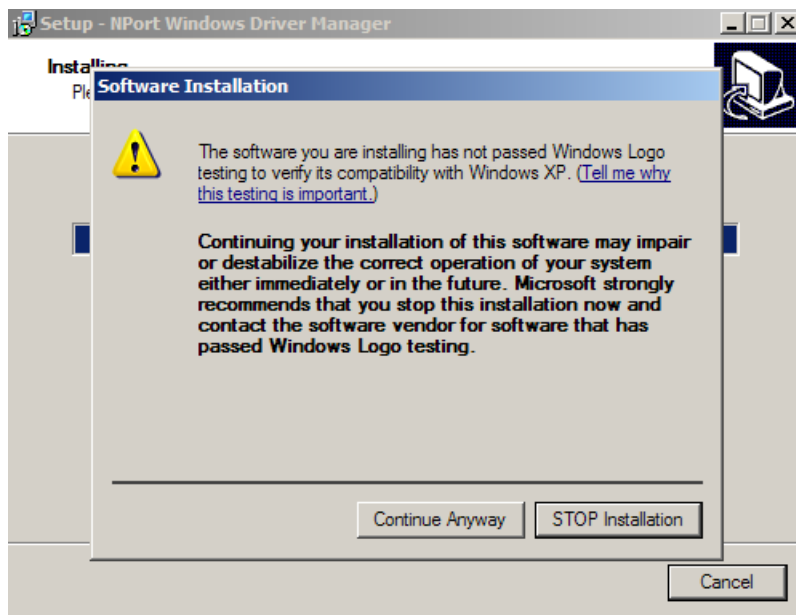 Setup - NPort Windows Driver Manager
Installing
Software Installation
The software you are installing has not passed Windows Logo
testing to verify its compatibility with Windows XP. (Tell me why
this testing is important.)
Continuing your installation of this software may impair
or destabilize the correct operation of your system
either immediately or in the future. Microsoft strongly
recommends that you stop this installation now and
contact the software vendor for software that has
passed Windows Logo testing.
Continue Anyway
STOP Installation
Cancel